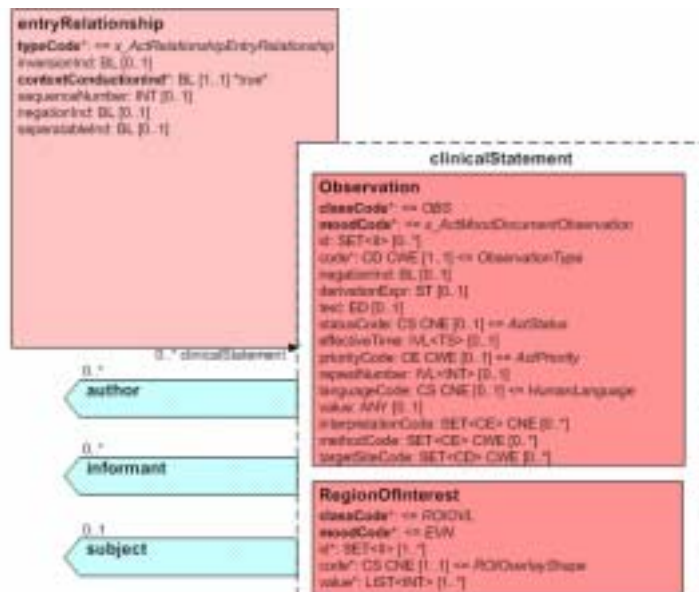 entryRelationship
typeCode*: <= x_ActRelationshipEntryRelationship
inversionInd: BL [0..1]
contextConductionInd*: BL [1..1] "true"
sequenceNumber: INT [0..1]
negationInd: BL [0..1]
seperatableInd: BL [0..1]
clinicalStatement
Observation
classCode*: <= OBS
moodCode*: <= x_ActMoodDocumentObservation
id: SET<II> [0..*]
code*: CD CWE [1..1] <= ObservationType
negationInd: BL [0..1]
derivationExpr: ST [0..1]
text: ED [0..1]
statusCode: CS CNE [0..1] <= ActStatus
effectiveTime: IVL<TS> [0..1]
priorityCode: CE CWE [0..1] <= ActPriority
repeatNumber: IVL<INT> [0..1]
languageCode: CS CNE [0..1] <= HumanLanguage
value: ANY [0..1]
interpretationCode: SET<CE> CNE [0..*]
methodCode: SET<CE> CWE [0..*]
targetSiteCode: SET<CD> CWE [0..*]
0..* clinicalStatement
0..*
author
0..*
informant
0..1
subject
RegionOfInterest
classCode*: <= ROIOVL
moodCode*: <= EVN
id*: SET<II> [1..*]
code*: CS CNE [1..1] <= ROIOverlayShape
value*: LIST<INT> [1..*]